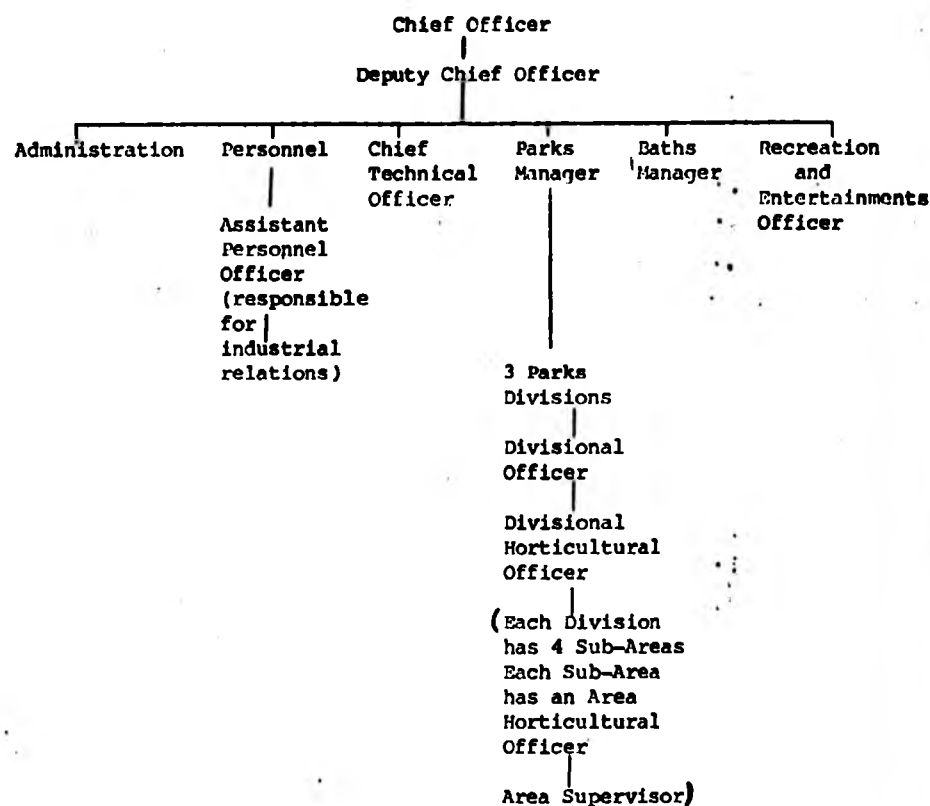 Chief Officer
Deputy Chief Officer
Administration
Personnel
Chief
Technical
Officer
Parks
Manager
Baths
Manager
Recreation
and
Entertainments
Officer
Assistant
Personnel
Officer
(responsible
for
industrial
relations)
3 Parks
Divisions
Divisional
Officer
Divisional
Horticultural
Officer
(Each Division
has 4 Sub-Areas
Each Sub-Area
has an Area
Horticultural
Officer
Area Supervisor)